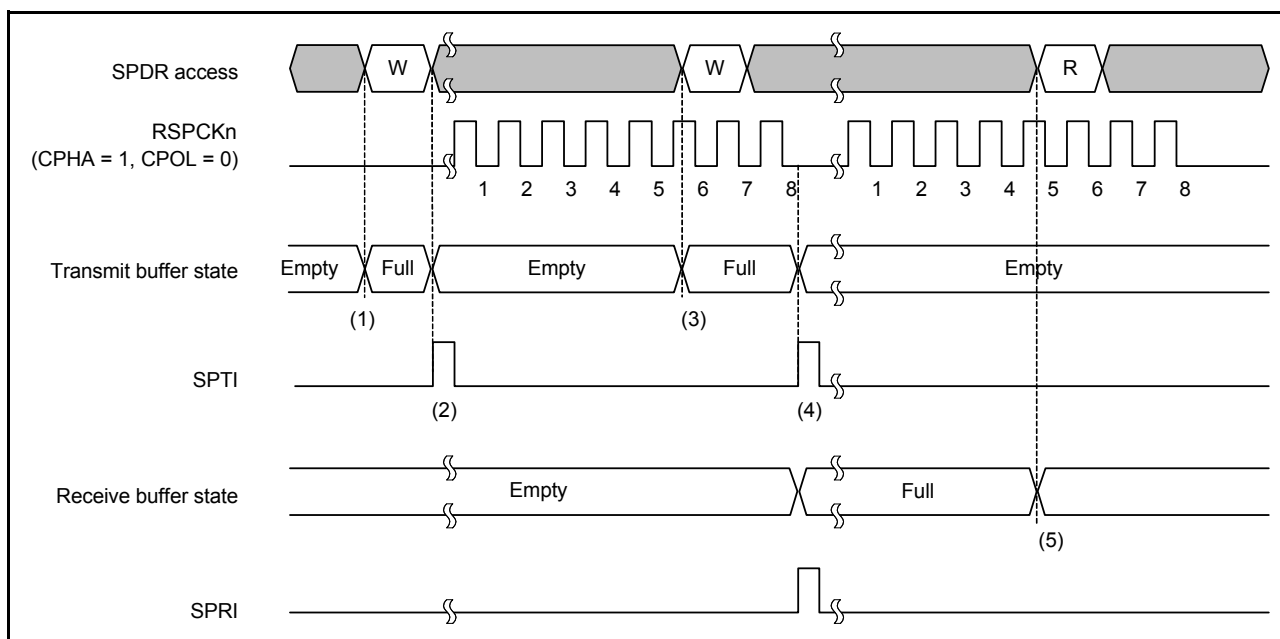 SPDR access W W R
RSPCKn
(CPHA = 1, CPOL = 0)
1 2 3 4 5 6 7 8 1 2 3 4 5 6 7 8
Transmit buffer state Empty Full Empty Full Empty
(1) (3)
SPTI
(2) (4)
Receive buffer state Empty Full
(5)
SPRI